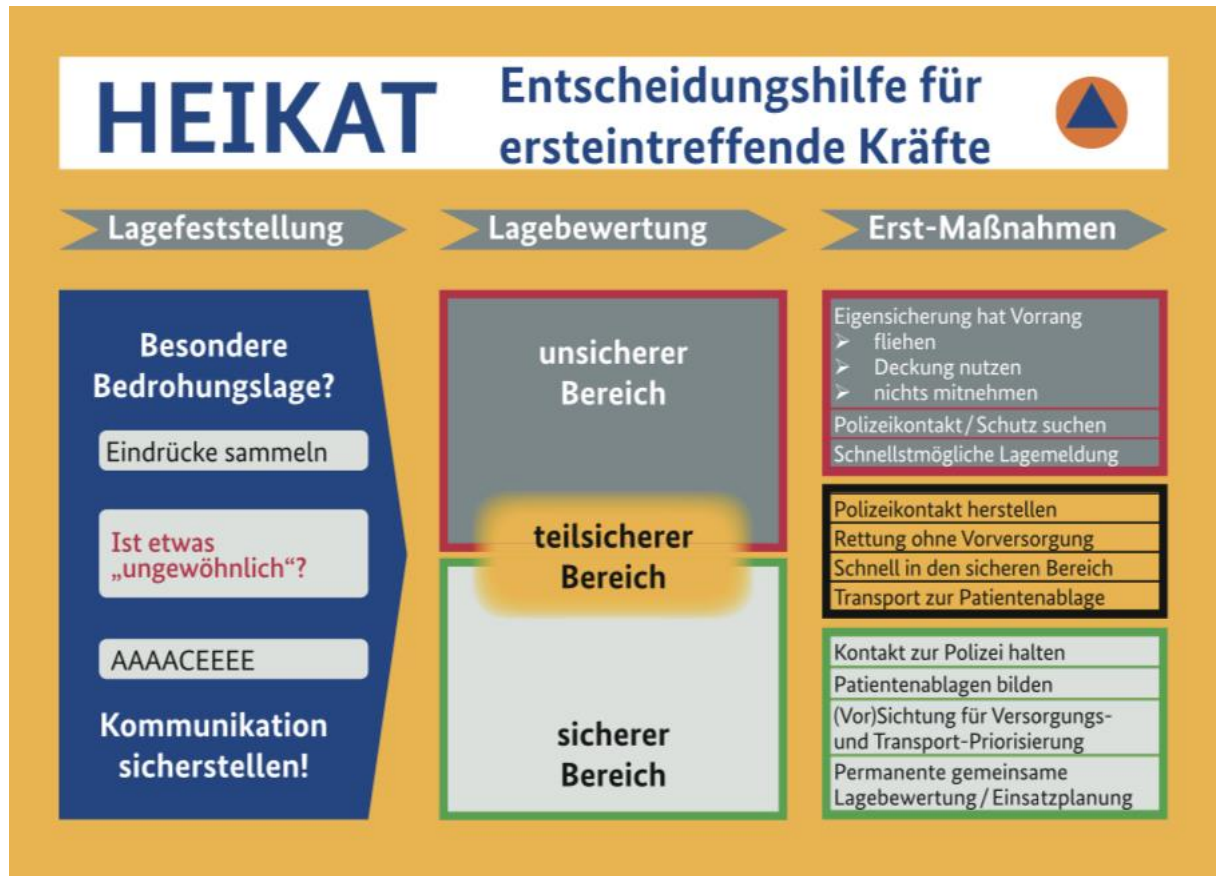 HEIKAT
Entscheidungshilfe für
ersteintreffende Kräfte
Lagefeststellung
Lagebewertung
Erst-Maßnahmen
Besondere
Bedrohungslage?
Eindrücke sammeln
Ist etwas
„ungewöhnlich“?
AAAACEEEE
Kommunikation
sicherstellen!
unsicherer
Bereich
teilsicherer
Bereich
sicherer
Bereich
Eigensicherung hat Vorrang
➢ fliehen
➢ Deckung nutzen
➢ nichts mitnehmen
Polizeikontakt / Schutz suchen
Schnellstmögliche Lagemeldung
Polizeikontakt herstellen
Rettung ohne Vorversorgung
Schnell in den sicheren Bereich
Transport zur Patientenablage
Kontakt zur Polizei halten
Patientenablagen bilden
(Vor)Sichtung für Versorgungs-
und Transport-Priorisierung
Permanente gemeinsame
Lagebewertung / Einsatzplanung